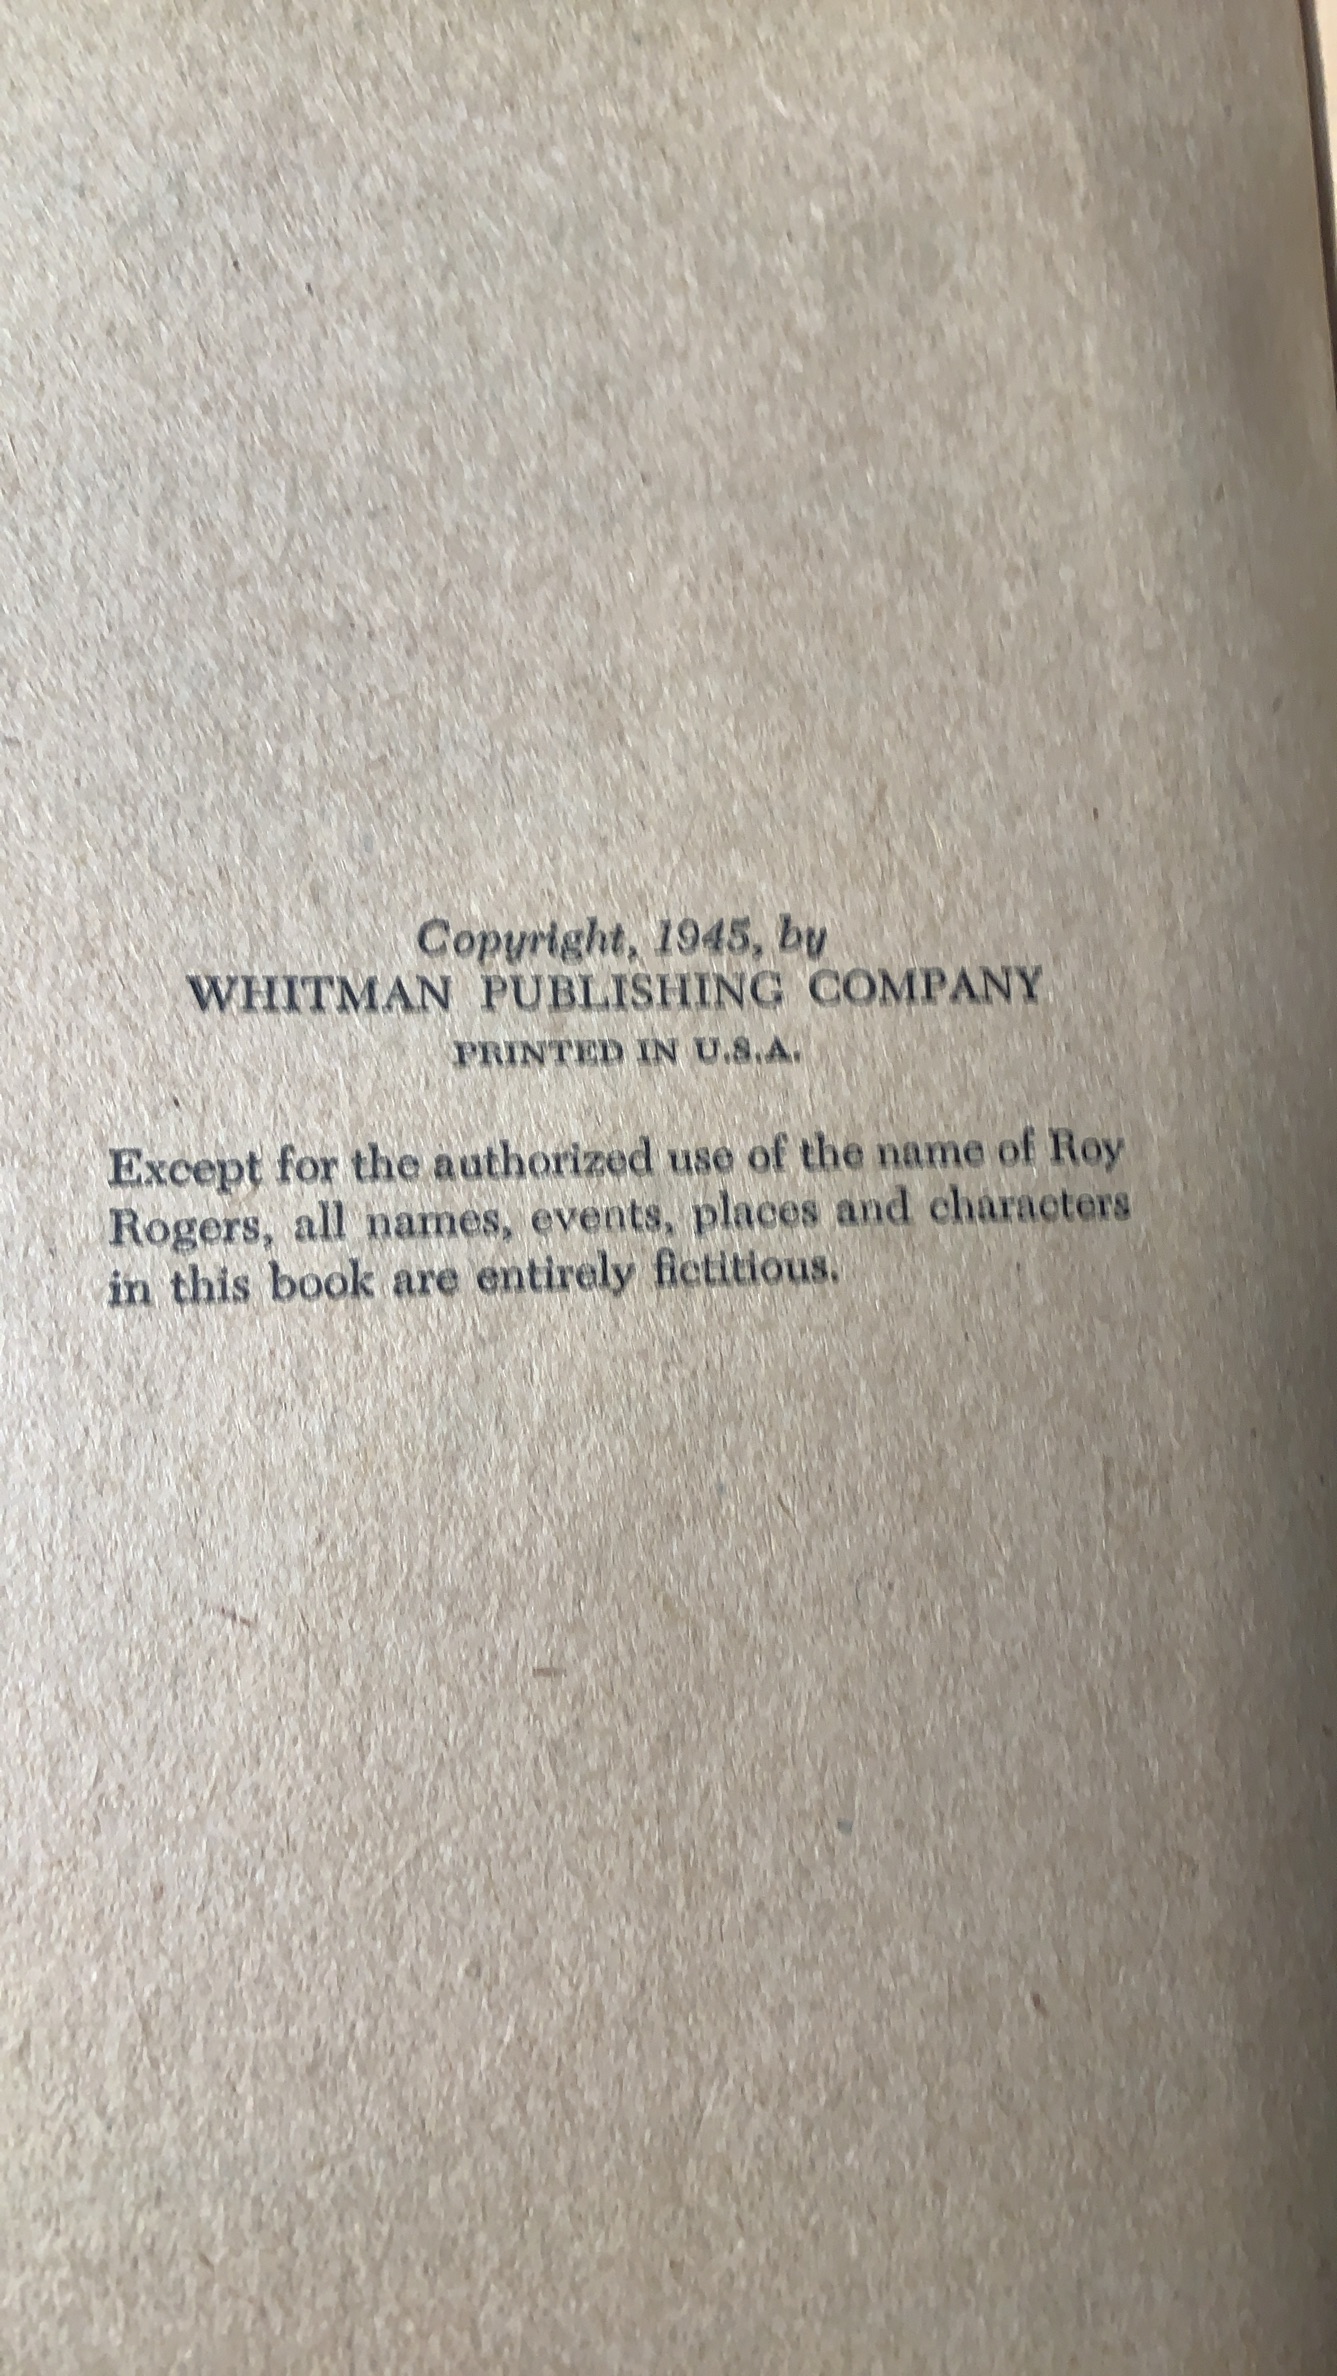 Copyright, 1945, by
WHITMAN PUBLISHING COMPANY
PRINTED IN U.S.A.
Except for the authorized use of the name of Roy
Rogers, all names, events, places and characters
in this book are entirely fictitious.